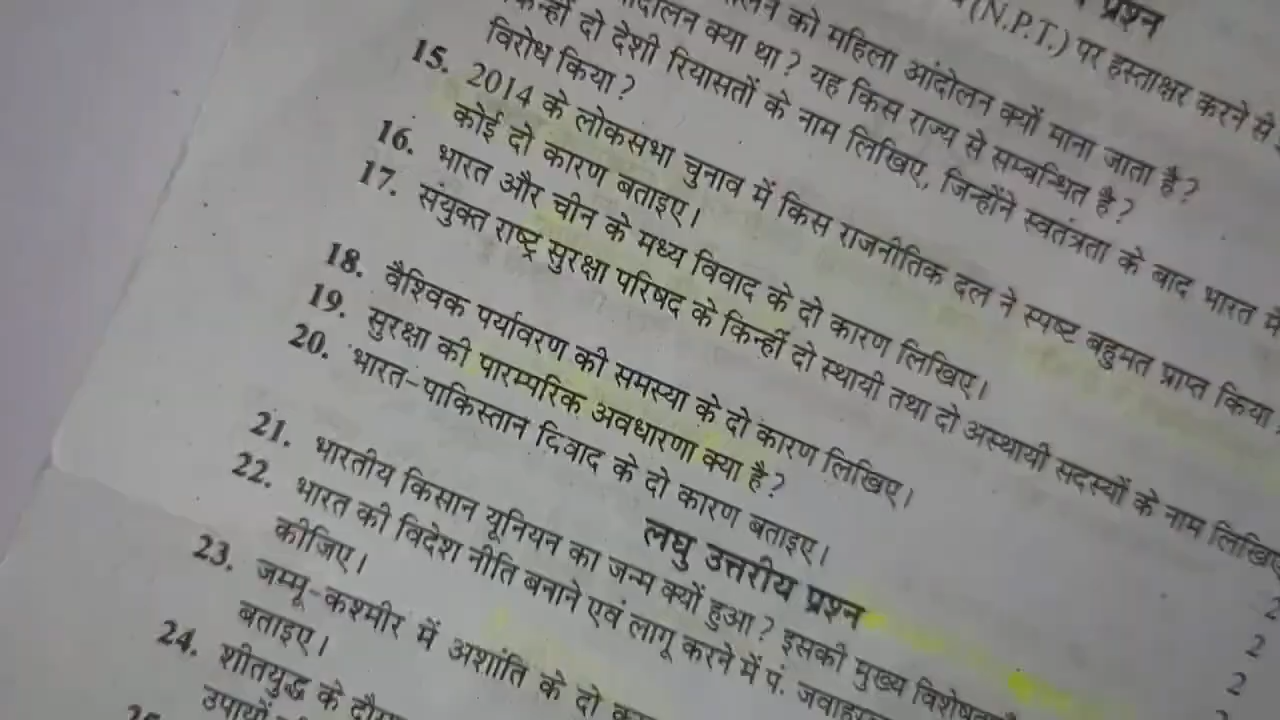 प्रश्न
(N.P.T.) पर हस्ताक्षर करने से
को महिला आंदोलन क्यों माना जाता है?
क्या था? यह किस राज्य से सम्बन्धित है?
दो देशी रियासतों के नाम लिखिए, जिन्होंने स्वतंत्रता के बाद भारत में
विरोध किया?
15. 2014 के लोकसभा चुनाव में किस राजनीतिक दल ने स्पष्ट बहुमत प्राप्त किया
कोई दो कारण बताइए।
16. भारत और चीन के मध्य विवाद के दो कारण लिखिए।
17. संयुक्त राष्ट्र सुरक्षा परिषद के किन्हीं दो स्थायी तथा दो अस्थायी सदस्यों के नाम लिखिए
18. वैश्विक पर्यावरण की समस्या के दो कारण लिखिए।
19. सुरक्षा की पारम्परिक अवधारणा क्या है?
20. भारत-पाकिस्तान विवाद के दो कारण बताइए।
लघु उत्तरीय प्रश्न
21. भारतीय किसान यूनियन का जन्म क्यों हुआ? इसकी मुख्य
22. भारत की विदेश नीति बनाने एवं लागू करने में पं.
कीजिए।
23. जम्मू-कश्मीर में अशांति के दो
बताइए।
24. शीतयुद्ध के
2
2
2